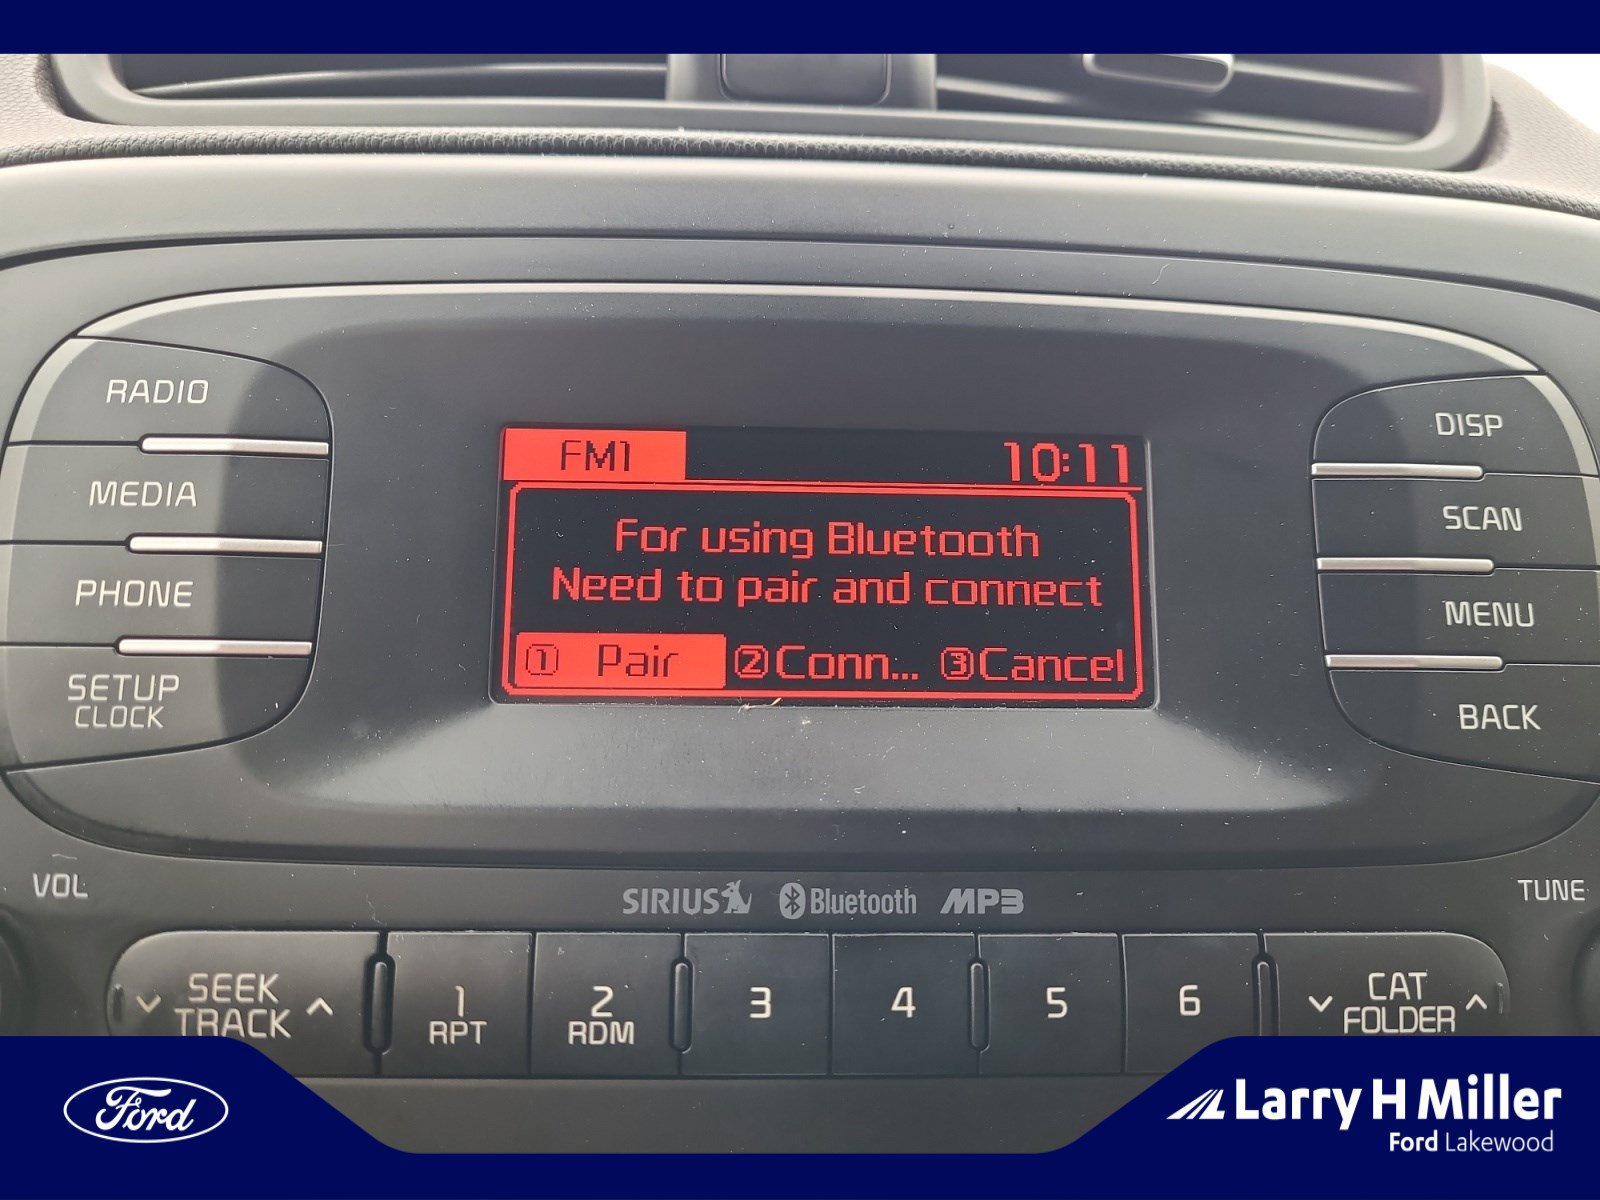 RADIO
MEDIA
PHONE
SETUP
CLOCK
FM1 10:11
For using Bluetooth
Need to pair and connect
① Pair ②Conn... ③Cancel
DISP
SCAN
MENU
BACK
VOL
SIRIUS Bluetooth MP3
TUNE
SEEK
TRACK
1
RPT
2
RDM
3
4
5
6
CAT
FOLDER
Ford
Larry H Miller
Ford Lakewood